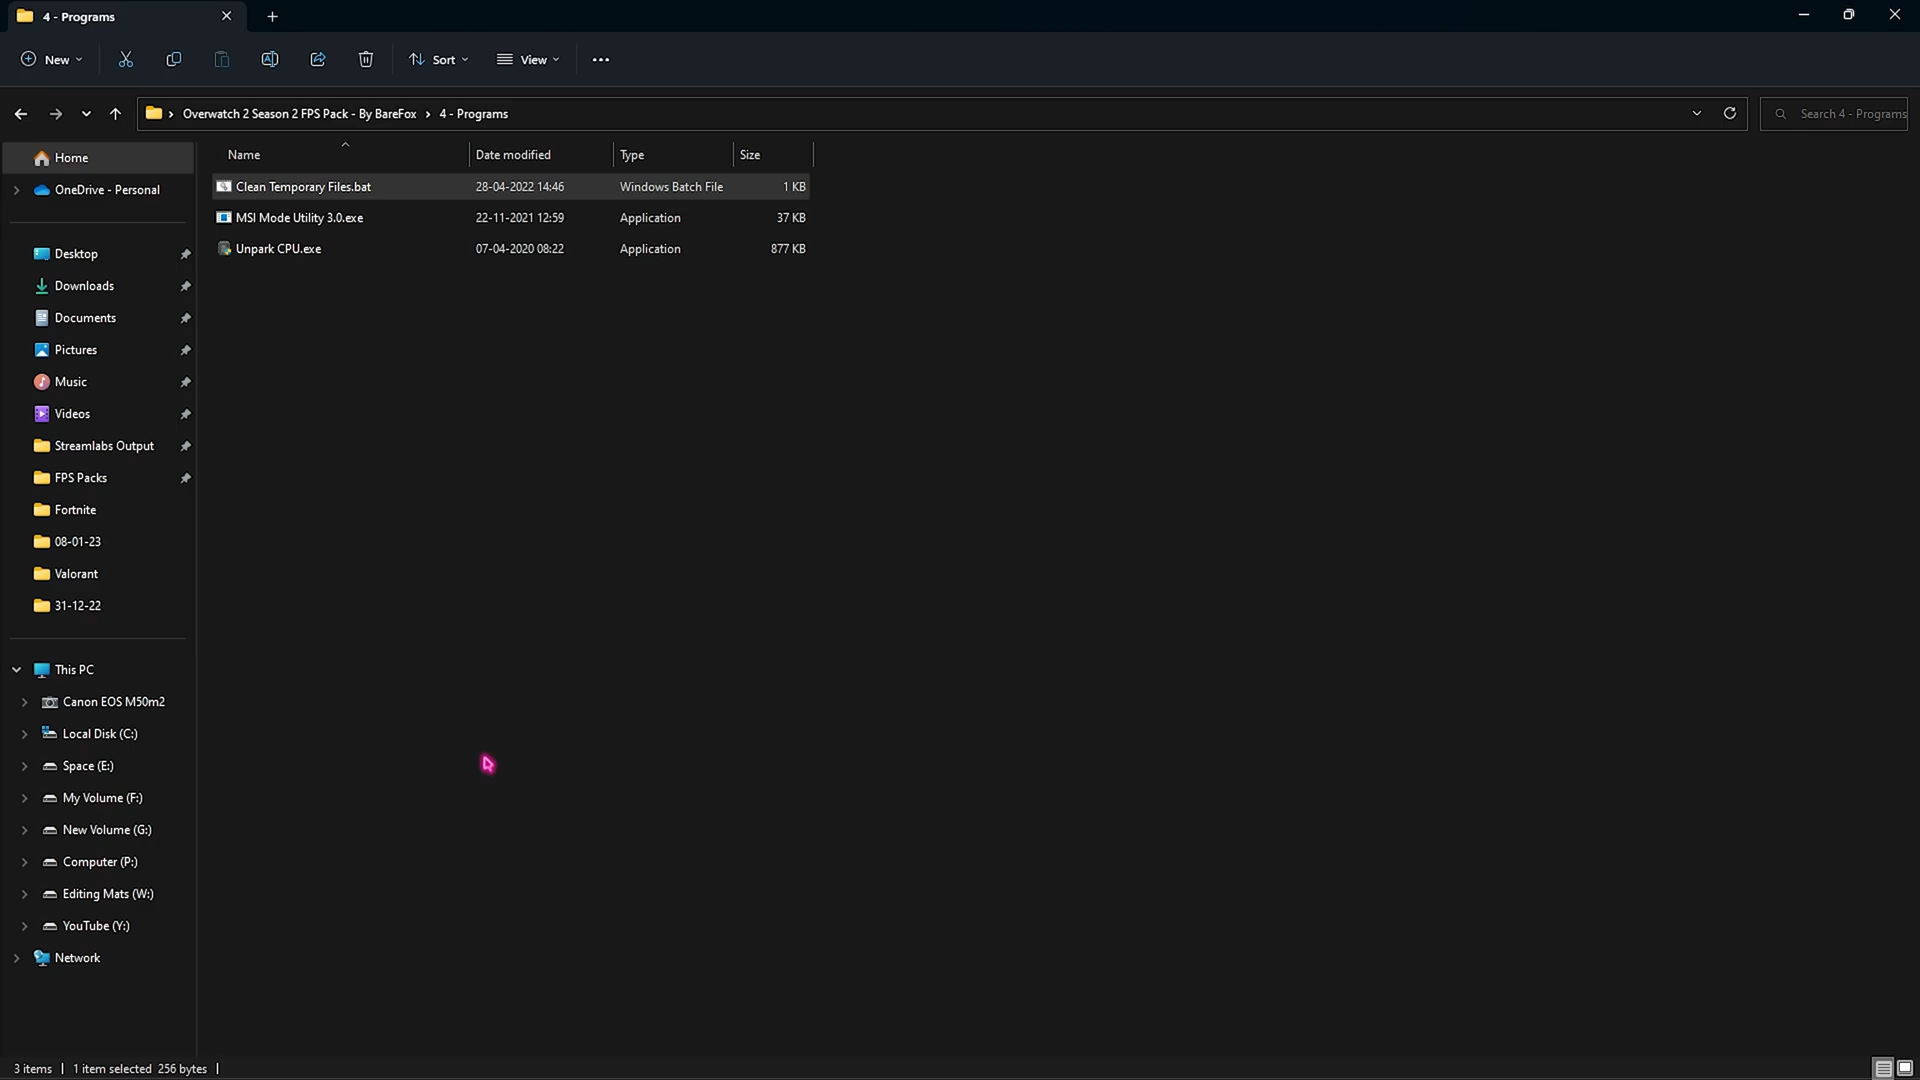 4 - Programs
New
Sort
View
Overwatch 2 Season 2 FPS Pack - By BareFox > 4 - Programs
Search 4 - Programs
Name Date modified Type Size
Clean Temporary Files.bat 28-04-2022 14:46 Windows Batch File 1 KB
MSI Mode Utility 3.0.exe 22-11-2021 12:59 Application 37 KB
Unpark CPU.exe 07-04-2020 08:22 Application 877 KB
Home
OneDrive - Personal
Desktop
Downloads
Documents
Pictures
Music
Videos
Streamlabs Output
FPS Packs
Fortnite
08-01-23
Valorant
31-12-22
This PC
Canon EOS M50m2
Local Disk (C:)
Space (E:)
My Volume (F:)
New Volume (G:)
Computer (P:)
Editing Mats (W:)
YouTube (Y:)
Network
3 items | 1 item selected 256 bytes |